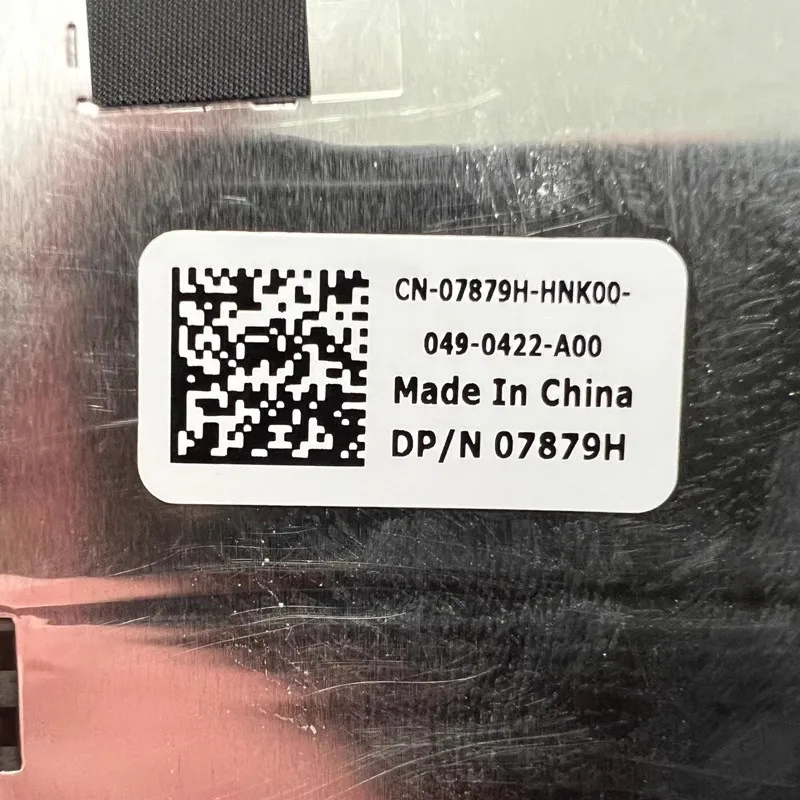 CN-07879H-HNK00-
049-0422-A00
Made In China
DP/N 07879H